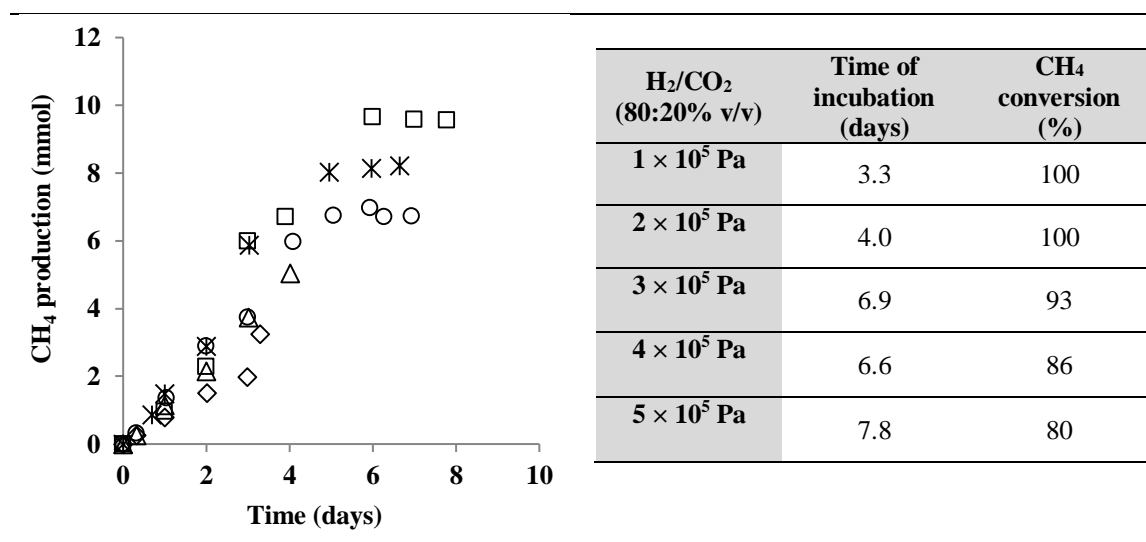 12
10
8
6
4
2
0
0 2 4 6 8 10
CH₄ production (mmol)
Time (days)
H₂/CO₂
(80:20% v/v)
Time of
incubation
(days)
CH₄
conversion
(%)
1 × 10⁵ Pa 3.3 100
2 × 10⁵ Pa 4.0 100
3 × 10⁵ Pa 6.9 93
4 × 10⁵ Pa 6.6 86
5 × 10⁵ Pa 7.8 80